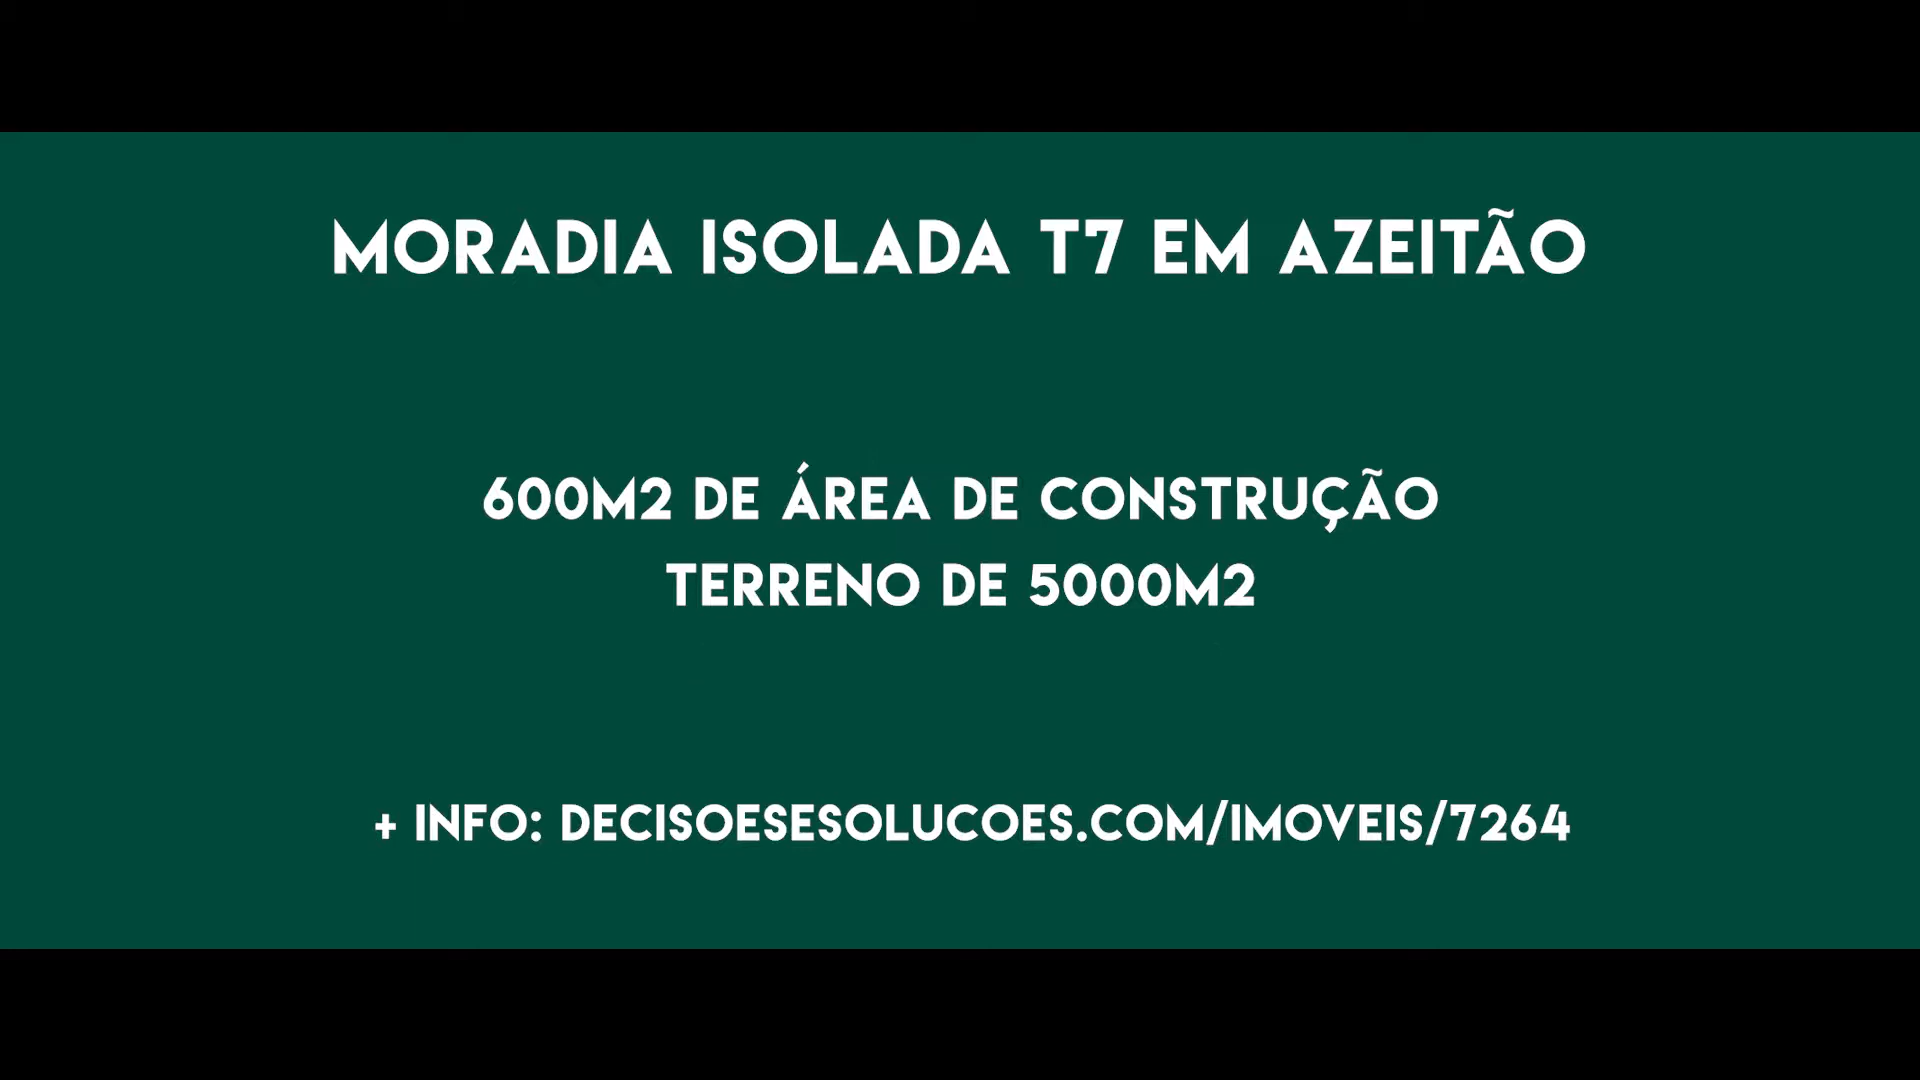 MORADIA ISOLADA T7 EM AZEITÃO
600M2 DE ÁREA DE CONSTRUÇÃO
TERRENO DE 5000M2
+ INFO: DECISOESESOLUCOES.COM/IMOVEIS/7264